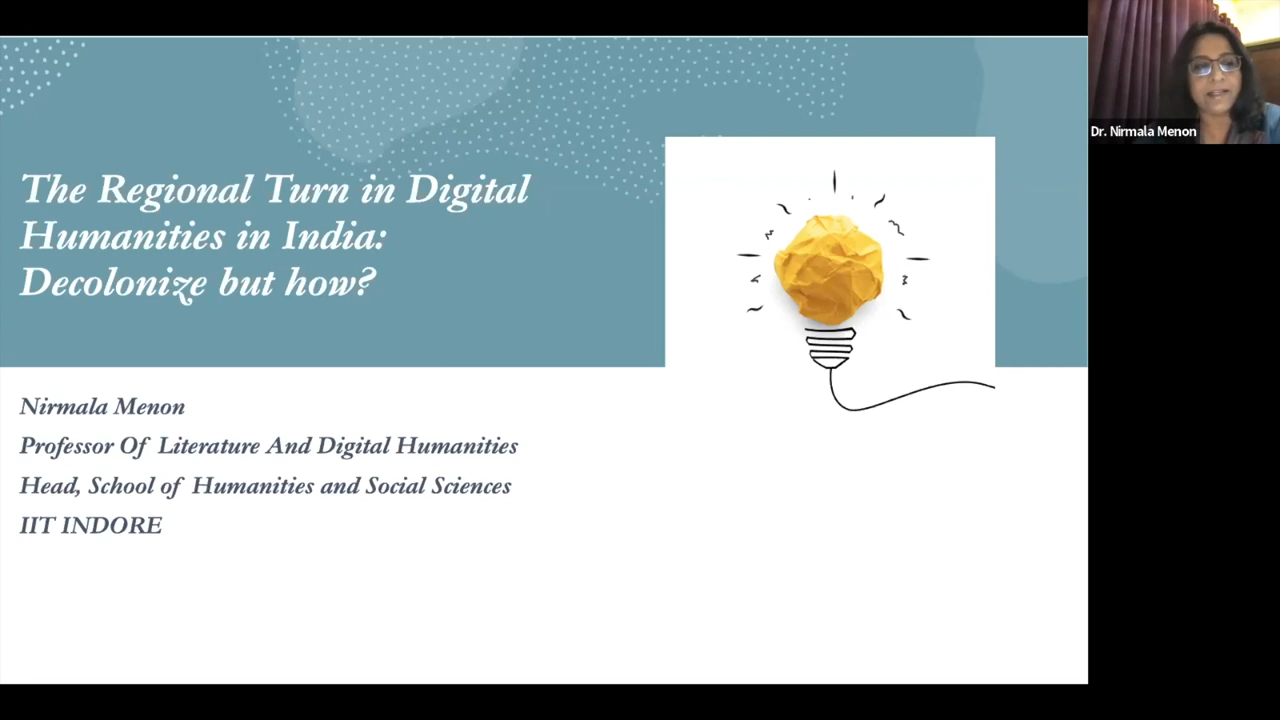 The Regional Turn in Digital
Humanities in India:
Decolonize but how?
Nirmala Menon
Professor Of Literature And Digital Humanities
Head, School of Humanities and Social Sciences
IIT INDORE
Dr. Nirmala Menon